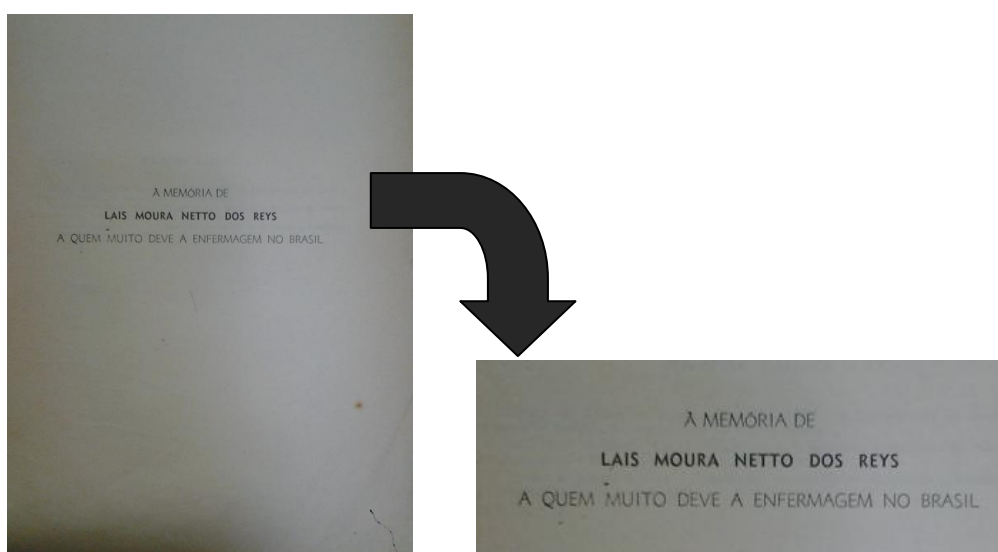 À MEMÓRIA DE
LAIS MOURA NETTO DOS REYS
A QUEM MUITO DEVE A ENFERMAGEM NO BRASIL
À MEMÓRIA DE
LAIS MOURA NETTO DOS REYS
A QUEM MUITO DEVE A ENFERMAGEM NO BRASIL